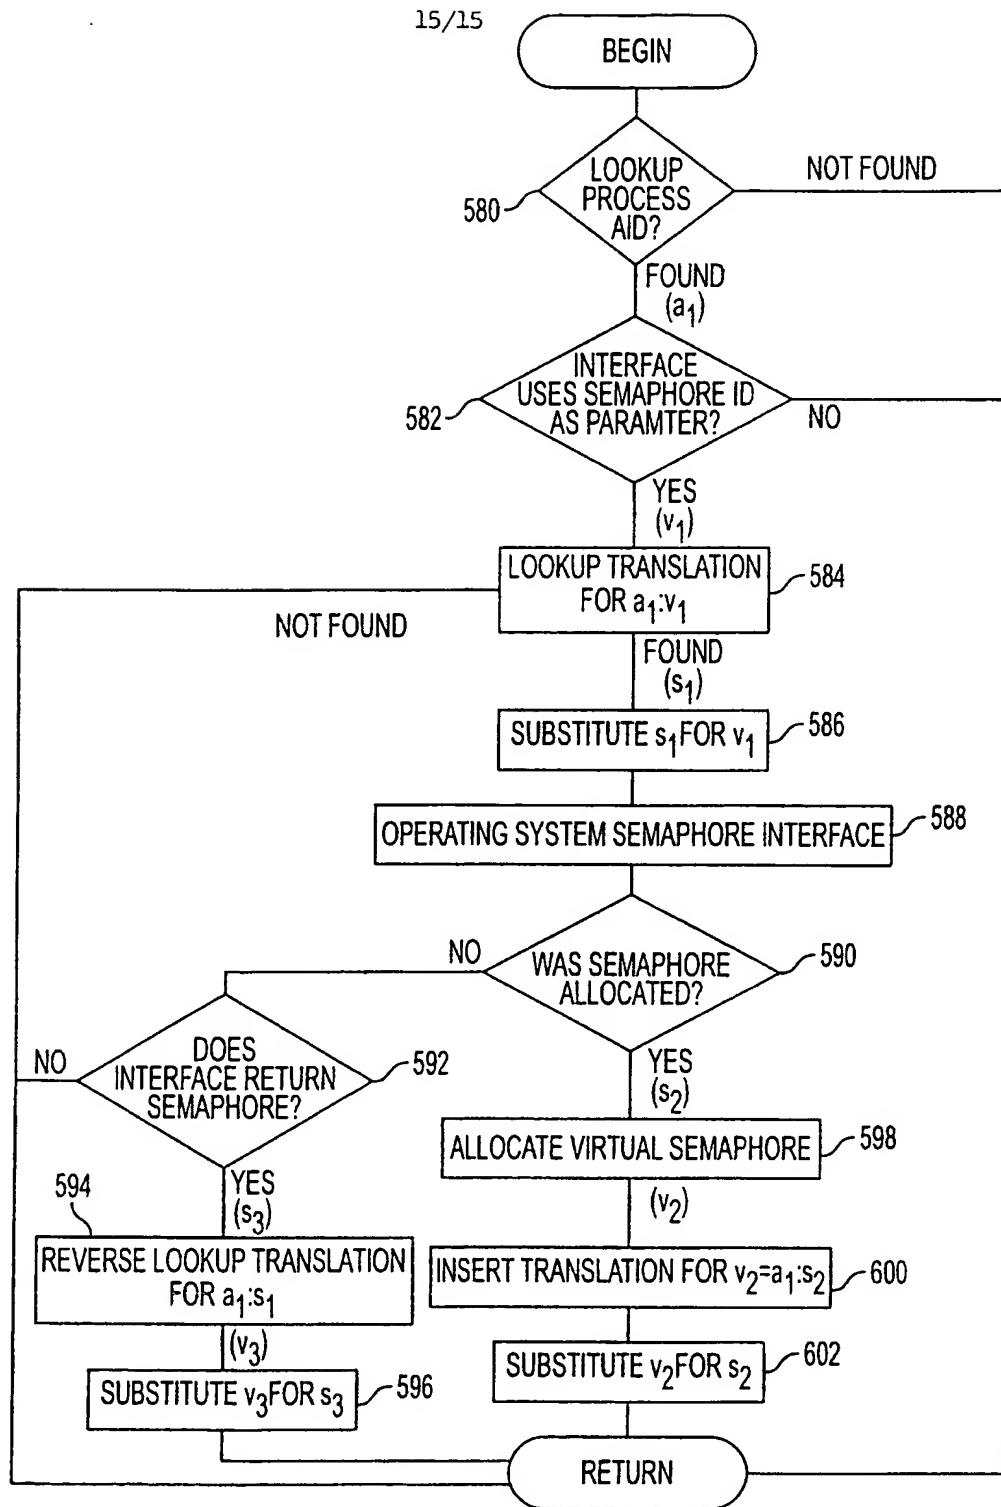 15/15
BEGIN
LOOKUP
PROCESS
AID?
580
NOT FOUND
FOUND
(a1)
INTERFACE
USES SEMAPHORE ID
AS PARAMTER?
582
NO
YES
(v1)
LOOKUP TRANSLATION
FOR a1:v1
584
NOT FOUND
FOUND
(s1)
SUBSTITUTE s1 FOR v1
586
OPERATING SYSTEM SEMAPHORE INTERFACE
588
WAS SEMAPHORE
ALLOCATED?
590
NO
YES
(s2)
DOES
INTERFACE RETURN
SEMAPHORE?
592
NO
YES
(s3)
ALLOCATE VIRTUAL SEMAPHORE
598
(v2)
594
REVERSE LOOKUP TRANSLATION
FOR a1:s1
(v3)
INSERT TRANSLATION FOR v2=a1:s2
600
SUBSTITUTE v3 FOR s3
596
SUBSTITUTE v2 FOR s2
602
RETURN